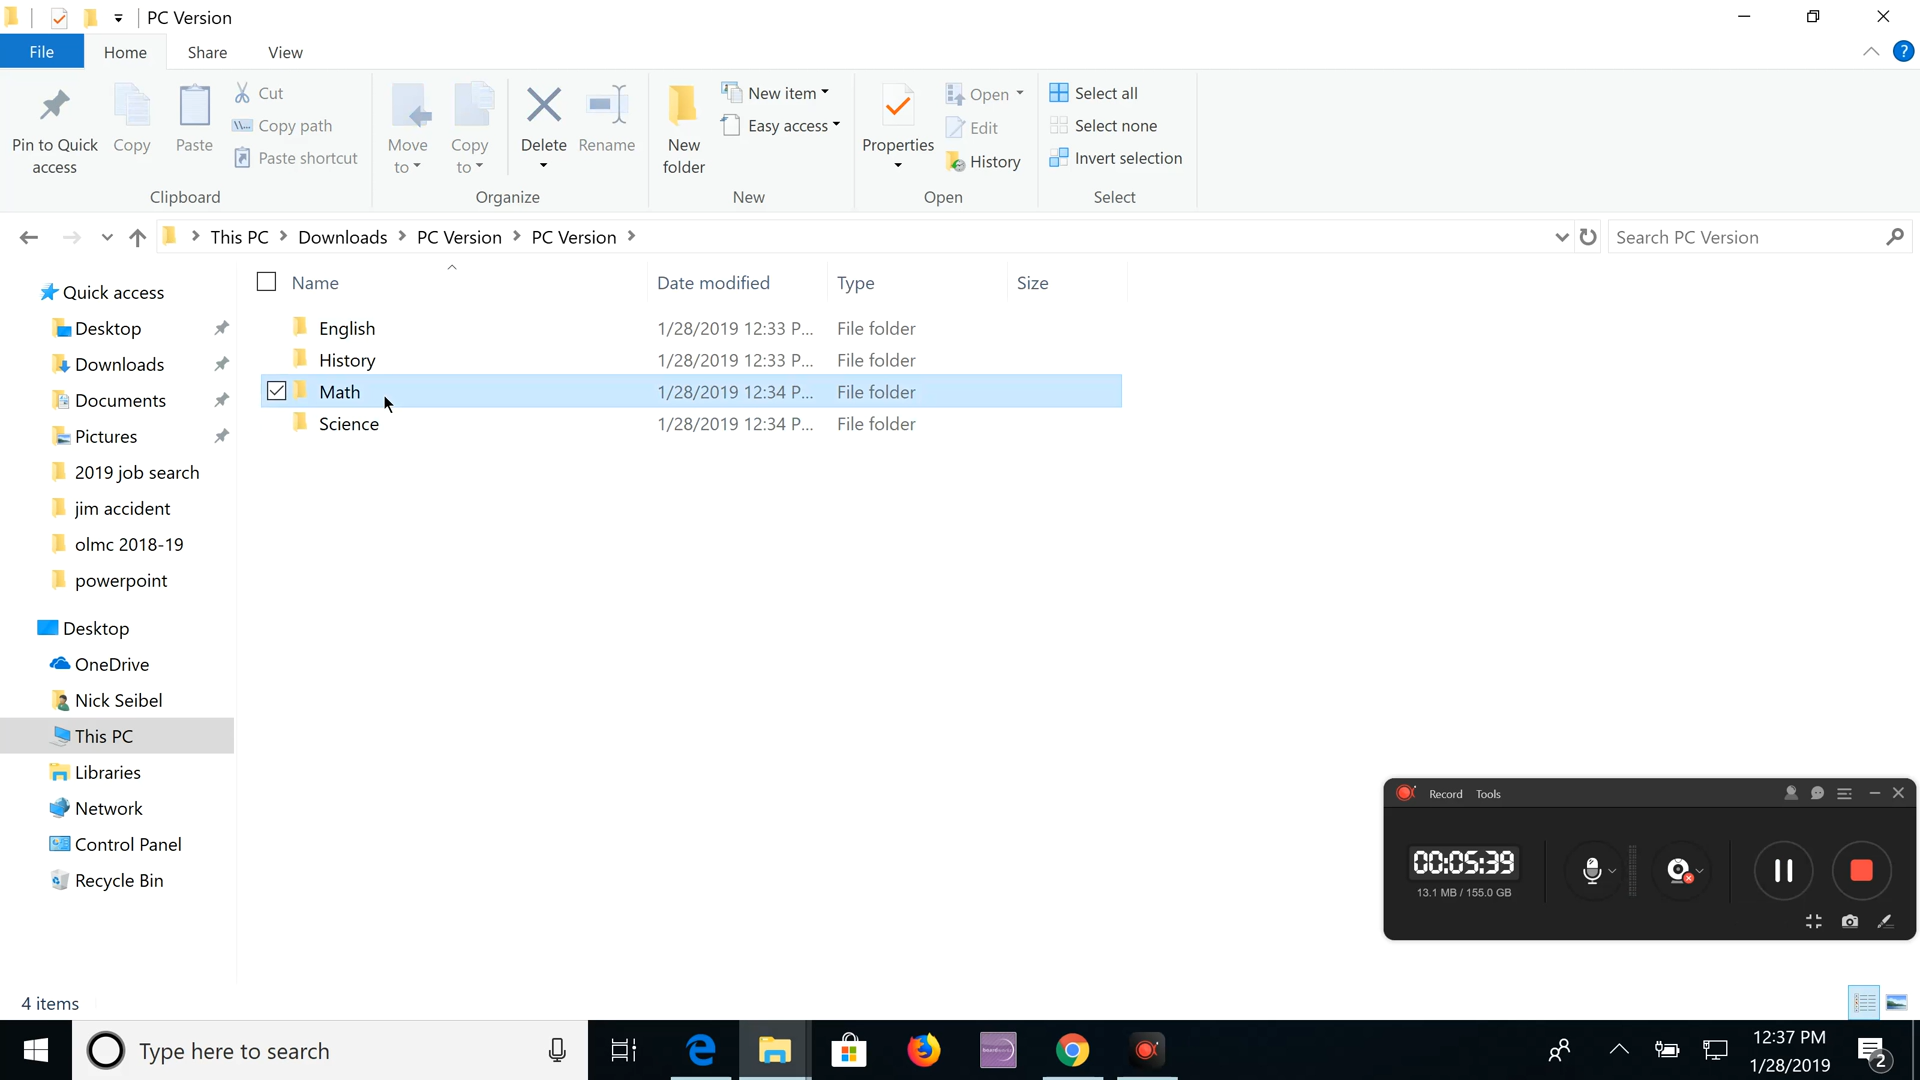 PC Version
File
Home
Share
View
Pin to Quick access
Copy
Paste
Cut
Copy path
Paste shortcut
Clipboard
Move to
Copy to
Delete
Rename
Organize
New folder
New item
Easy access
New
Properties
Open
Edit
History
Open
Select all
Select none
Invert selection
Select
This PC > Downloads > PC Version > PC Version >
Search PC Version
Name Date modified Type Size
English 1/28/2019 12:33 P... File folder
History 1/28/2019 12:33 P... File folder
Math 1/28/2019 12:34 P... File folder
Science 1/28/2019 12:34 P... File folder
Quick access
Desktop
Downloads
Documents
Pictures
2019 job search
jim accident
olmc 2018-19
powerpoint
Desktop
OneDrive
Nick Seibel
This PC
Libraries
Network
Control Panel
Recycle Bin
Record Tools
00:05:39
13.1 MB / 155.0 GB
4 items
Type here to search
12:37 PM
1/28/2019
2